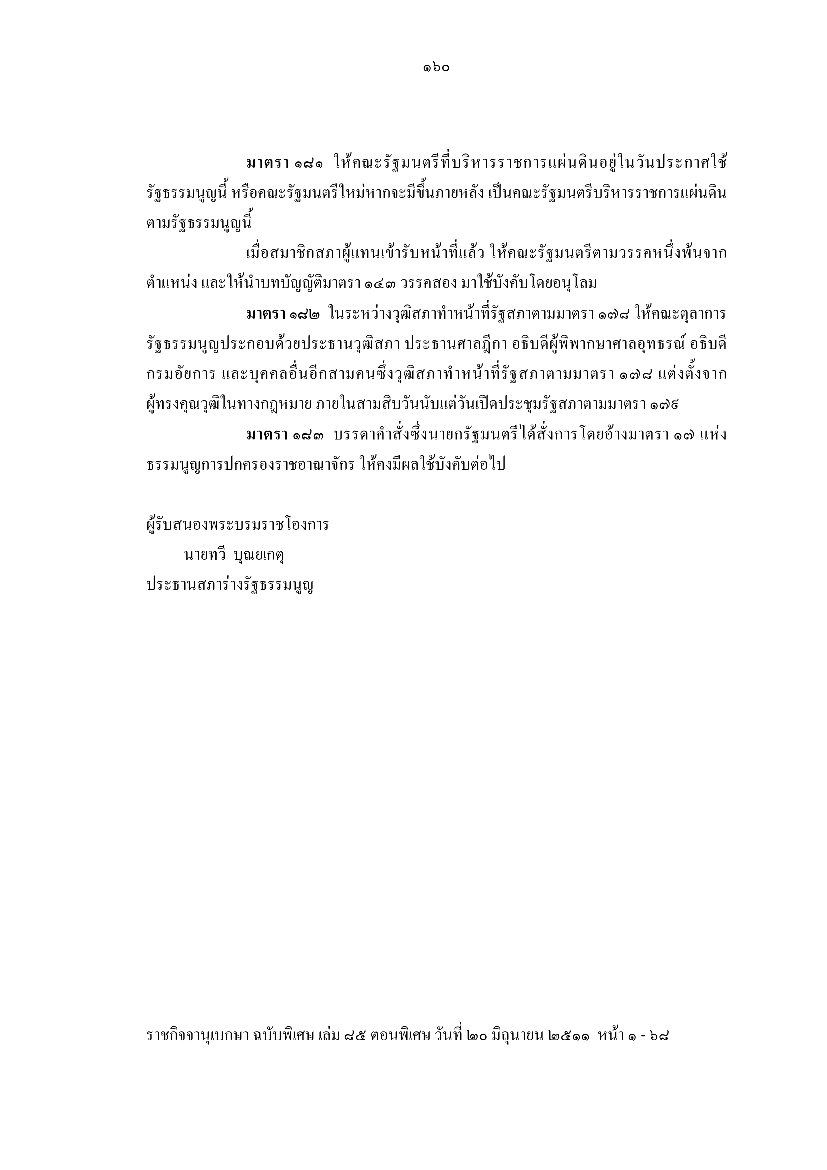 ๑๖๐
มาตรา ๑๘๑ ให้คณะรัฐมนตรีที่บริหารราชการแผ่นดินอยู่ในวันประกาศใช้
รัฐธรรมนูญนี้ หรือคณะรัฐมนตรีใหม่หากจะมีขึ้นภายหลัง เป็นคณะรัฐมนตรีบริหารราชการแผ่นดิน
ตามรัฐธรรมนูญนี้
เมื่อสมาชิกสภาผู้แทนเข้ารับหน้าที่แล้ว ให้คณะรัฐมนตรีตามวรรคหนึ่งพ้นจาก
ตำแหน่ง และให้นำบทบัญญัติมาตรา ๑๔๓ วรรคสอง มาใช้บังคับโดยอนุโลม
มาตรา ๑๘๒ ในระหว่างวุฒิสภาทำหน้าที่รัฐสภาตามมาตรา ๑๗๘ ให้คณะตุลาการ
รัฐธรรมนูญประกอบด้วยประธานวุฒิสภา ประธานศาลฎีกา อธิบดีผู้พิพากษาศาลอุทธรณ์ อธิบดี
กรมอัยการ และบุคคลอื่นอีกสามคนซึ่งวุฒิสภาทำหน้าที่รัฐสภาตามมาตรา ๑๗๘ แต่งตั้งจาก
ผู้ทรงคุณวุฒิในทางกฎหมาย ภายในสามสิบวันนับแต่วันเปิดประชุมรัฐสภาตามมาตรา ๑๗๙
มาตรา ๑๘๓ บรรดาคำสั่งซึ่งนายกรัฐมนตรีได้สั่งการโดยอ้างมาตรา ๑๗ แห่ง
ธรรมนูญการปกครองราชอาณาจักร ให้คงมีผลใช้บังคับต่อไป
ผู้รับสนองพระบรมราชโองการ
นายทวี บุณยเกตุ
ประธานสภาร่างรัฐธรรมนูญ
ราชกิจจานุเบกษา ฉบับพิเศษ เล่ม ๘๕ ตอนพิเศษ วันที่ ๒๐ มิถุนายน ๒๕๑๑ หน้า ๑ - ๖๘